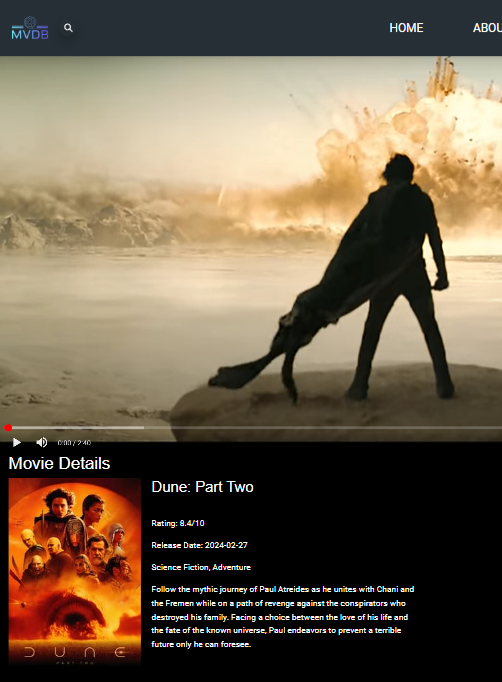 MVDB
HOME
ABOU
0:00 / 2:40
Movie Details
Dune: Part Two
Rating: 8.4/10
Release Date: 2024-02-27
Science Fiction, Adventure
Follow the mythic journey of Paul Atreides as he unites with Chani and
the Fremen while on a path of revenge against the conspirators who
destroyed his family. Facing a choice between the love of his life and
the fate of the known universe, Paul endeavors to prevent a terrible
future only he can foresee.
DUNE
PART TWO